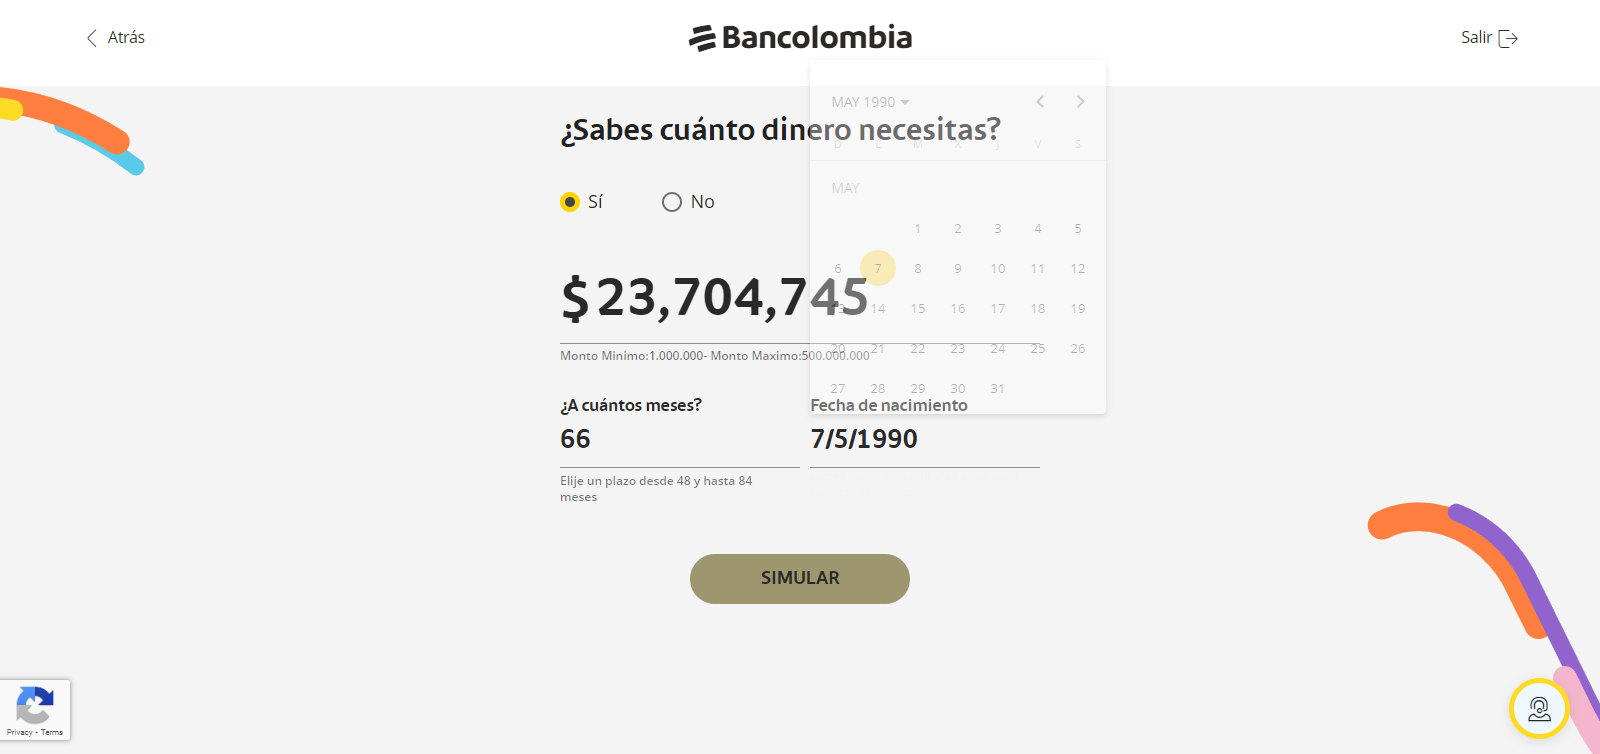 Atrás
Bancolombia
Salir
MAY 1990
¿Sabes cuánto dinero necesitas?
D L M X J V S
MAY
Sí
No
1 2 3 4 5
6 7 8 9 10 11 12
$23,704,745
13 14 15 16 17 18 19
20 21 22 23 24 25 26
Monto Minimo:1.000.000- Monto Maximo:500.000.000
27 28 29 30 31
¿A cuántos meses?
66
Fecha de nacimiento
7/5/1990
Elije un plazo desde 48 y hasta 84
meses
SIMULAR
Privacy - Terms